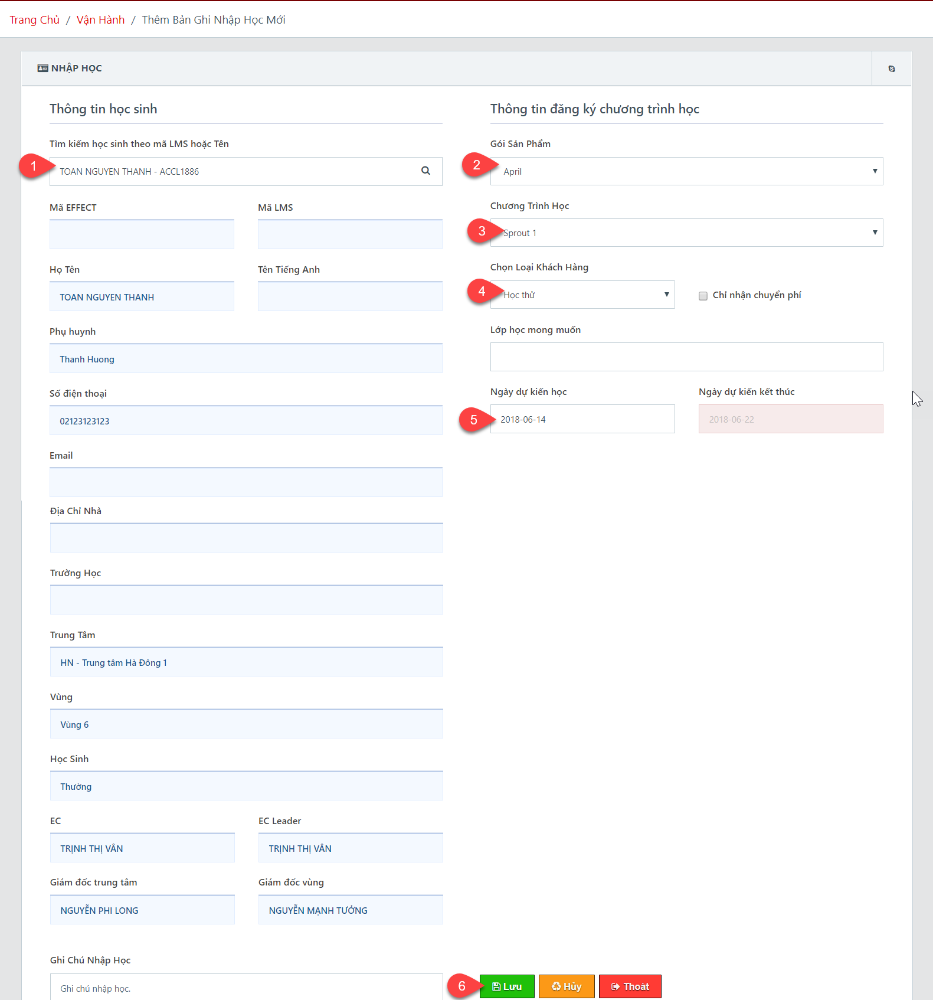 Trang Chủ / Vận Hành / Thêm Bản Ghi Nhập Học Mới
NHẬP HỌC
Thông tin học sinh
Tìm kiếm học sinh theo mã LMS hoặc Tên
1
TOAN NGUYEN THANH - ACCL1886
Mã EFFECT
Mã LMS
Họ Tên
Tên Tiếng Anh
TOAN NGUYEN THANH
Phụ huynh
Thanh Huong
Số điện thoại
02123123123
Email
Địa Chỉ Nhà
Trường Học
Trung Tâm
HN - Trung tâm Hà Đông 1
Vùng
Vùng 6
Học Sinh
Thường
EC
EC Leader
TRỊNH THỊ VÂN
TRỊNH THỊ VÂN
Giám đốc trung tâm
Giám đốc vùng
NGUYỄN PHI LONG
NGUYỄN MẠNH TƯỞNG
Ghi Chú Nhập Học
Ghi chú nhập học.
Thông tin đăng ký chương trình học
Gói Sản Phẩm
2
April
Chương Trình Học
3
Sprout 1
Chọn Loại Khách Hàng
4
Học thử
Chỉ nhận chuyển phí
Lớp học mong muốn
Ngày dự kiến học
Ngày dự kiến kết thúc
5
2018-06-14
2018-06-22
6
Lưu
Hủy
Thoát